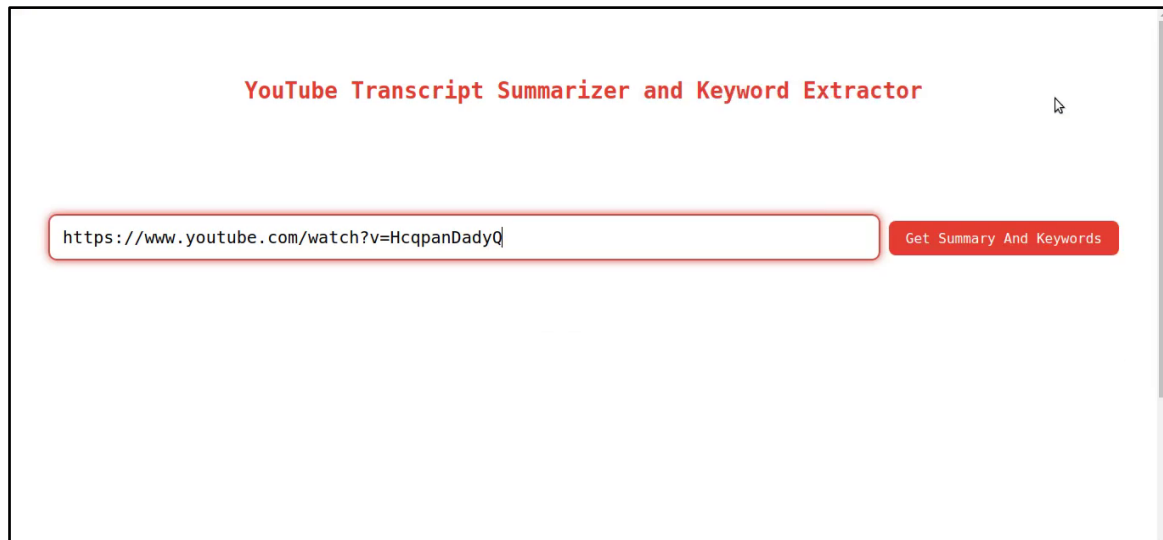 YouTube Transcript Summarizer and Keyword Extractor
https://www.youtube.com/watch?v=HcqpanDadyQ
Get Summary And Keywords